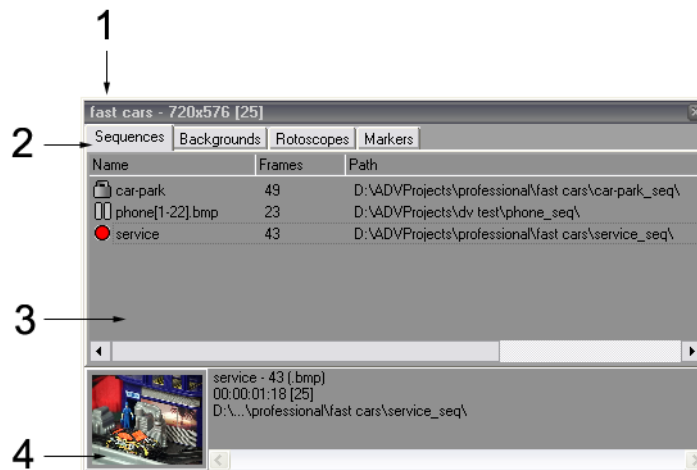 1
fast cars - 720x576 [25]
2
Sequences Backgrounds Rotoscopes Markers
Name Frames Path
car-park 49 D:\ADVProjects\professional\fast cars\car-park_seq\
phone[1-22].bmp 23 D:\ADVProjects\dv test\phone_seq\
service 43 D:\ADVProjects\professional\fast cars\service_seq\
3
service - 43 (.bmp)
00:00:01:18 [25]
D:\...\professional\fast cars\service_seq\
4